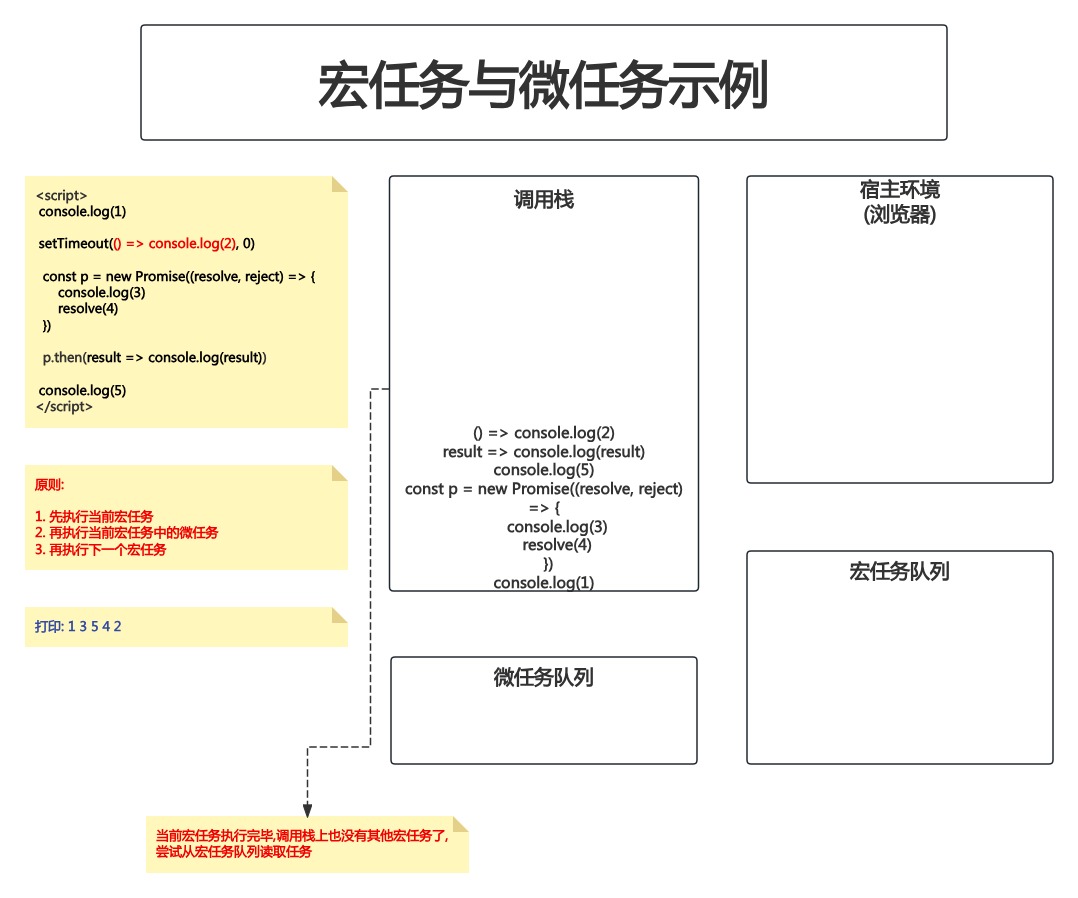 宏任务与微任务示例
<script>
console.log(1)
setTimeout(() => console.log(2), 0)
const p = new Promise((resolve, reject) => {
console.log(3)
resolve(4)
})
p.then(result => console.log(result))
console.log(5)
</script>
原则:
1. 先执行当前宏任务
2. 再执行当前宏任务中的微任务
3. 再执行下一个宏任务
打印: 1 3 5 4 2
调用栈
() => console.log(2)
result => console.log(result)
console.log(5)
const p = new Promise((resolve, reject)
=> {
console.log(3)
resolve(4)
})
console.log(1)
宿主环境
(浏览器)
微任务队列
宏任务队列
当前宏任务执行完毕,调用栈上也没有其他宏任务了,
尝试从宏任务队列读取任务